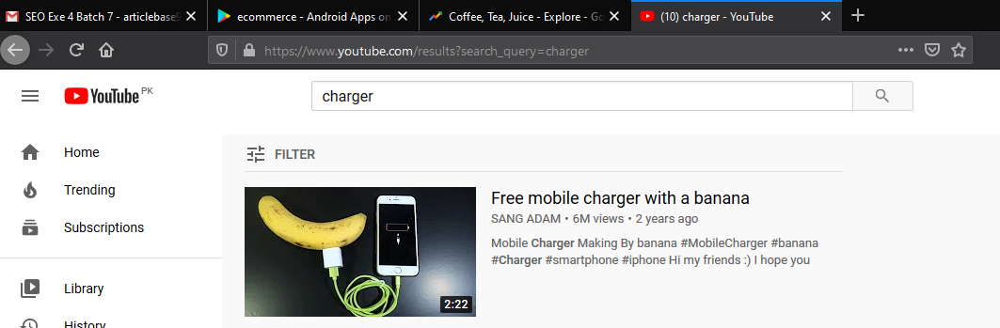 SEO Exe 4 Batch 7 - articlebase9
ecommerce - Android Apps on
Coffee, Tea, Juice - Explore - Go
(10) charger - YouTube
https://www.youtube.com/results?search_query=charger
YouTube PK
charger
Home
Trending
Subscriptions
Library
History
FILTER
2:22
Free mobile charger with a banana
SANG ADAM • 6M views • 2 years ago
Mobile Charger Making By banana #MobileCharger #banana
#Charger #smartphone #iphone Hi my friends :) I hope you